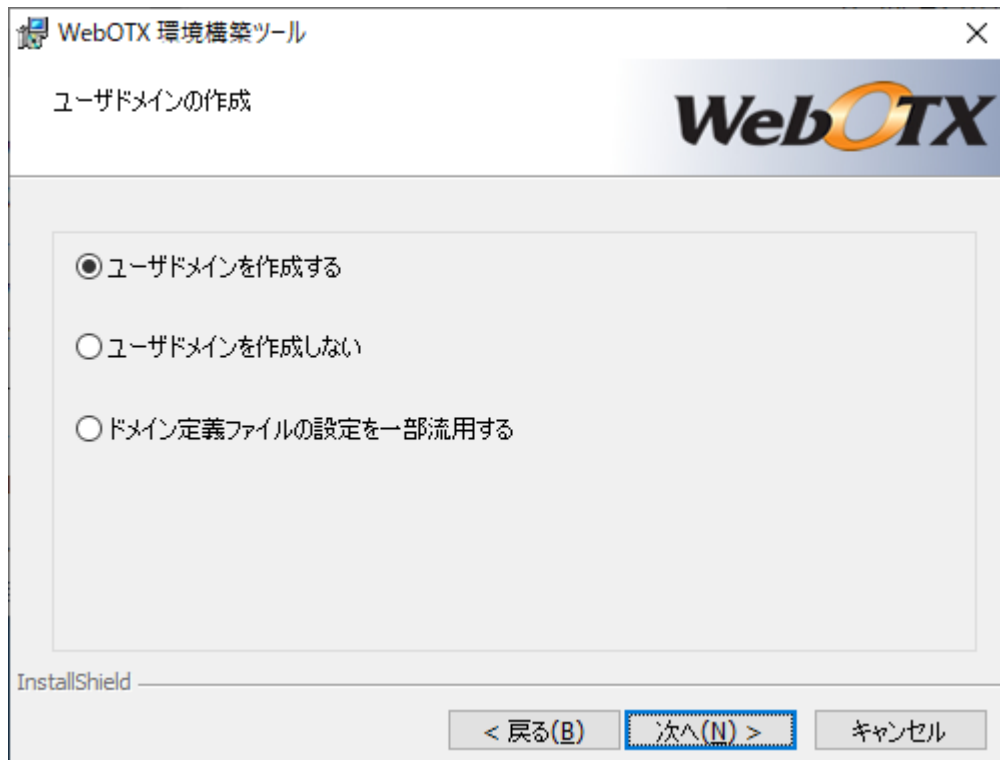 WebOTX 環境構築ツール
ユーザドメインの作成
WebOTX
ユーザドメインを作成する
ユーザドメインを作成しない
ドメイン定義ファイルの設定を一部流用する
InstallShield
< 戻る(B) 次へ(N) > キャンセル